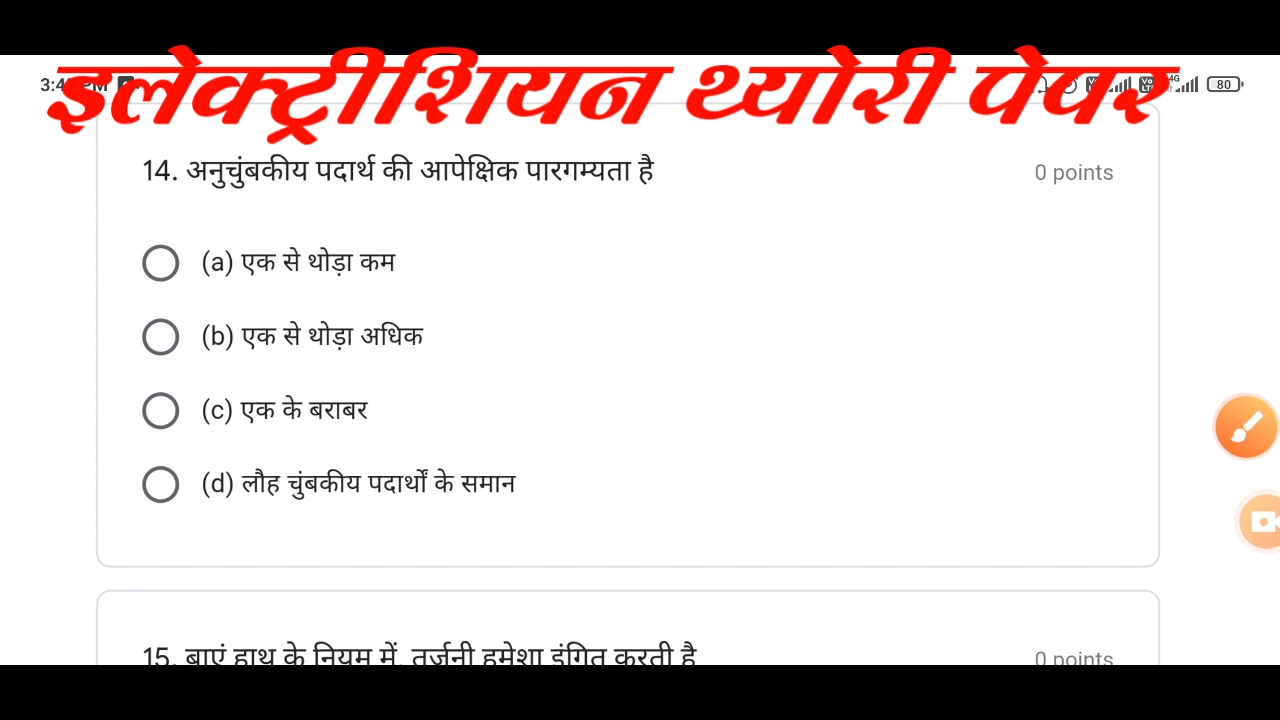 इलेक्ट्रीशियन थ्योरी पेपर
80
14. अनुचुंबकीय पदार्थ की आपेक्षिक पारगम्यता है
0 points
(a) एक से थोड़ा कम
(b) एक से थोड़ा अधिक
(c) एक के बराबर
(d) लौह चुंबकीय पदार्थों के समान
15. बाएं हाथ के नियम में, तर्जनी हमेशा इंगित करती है
0 points